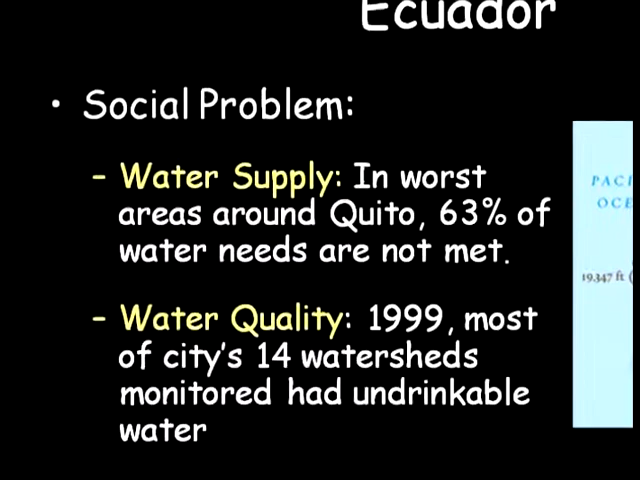 Ecuador
• Social Problem:
– Water Supply: In worst
areas around Quito, 63% of
water needs are not met.
– Water Quality: 1999, most
of city's 14 watersheds
monitored had undrinkable
water
PACI
OCE
19,347 ft